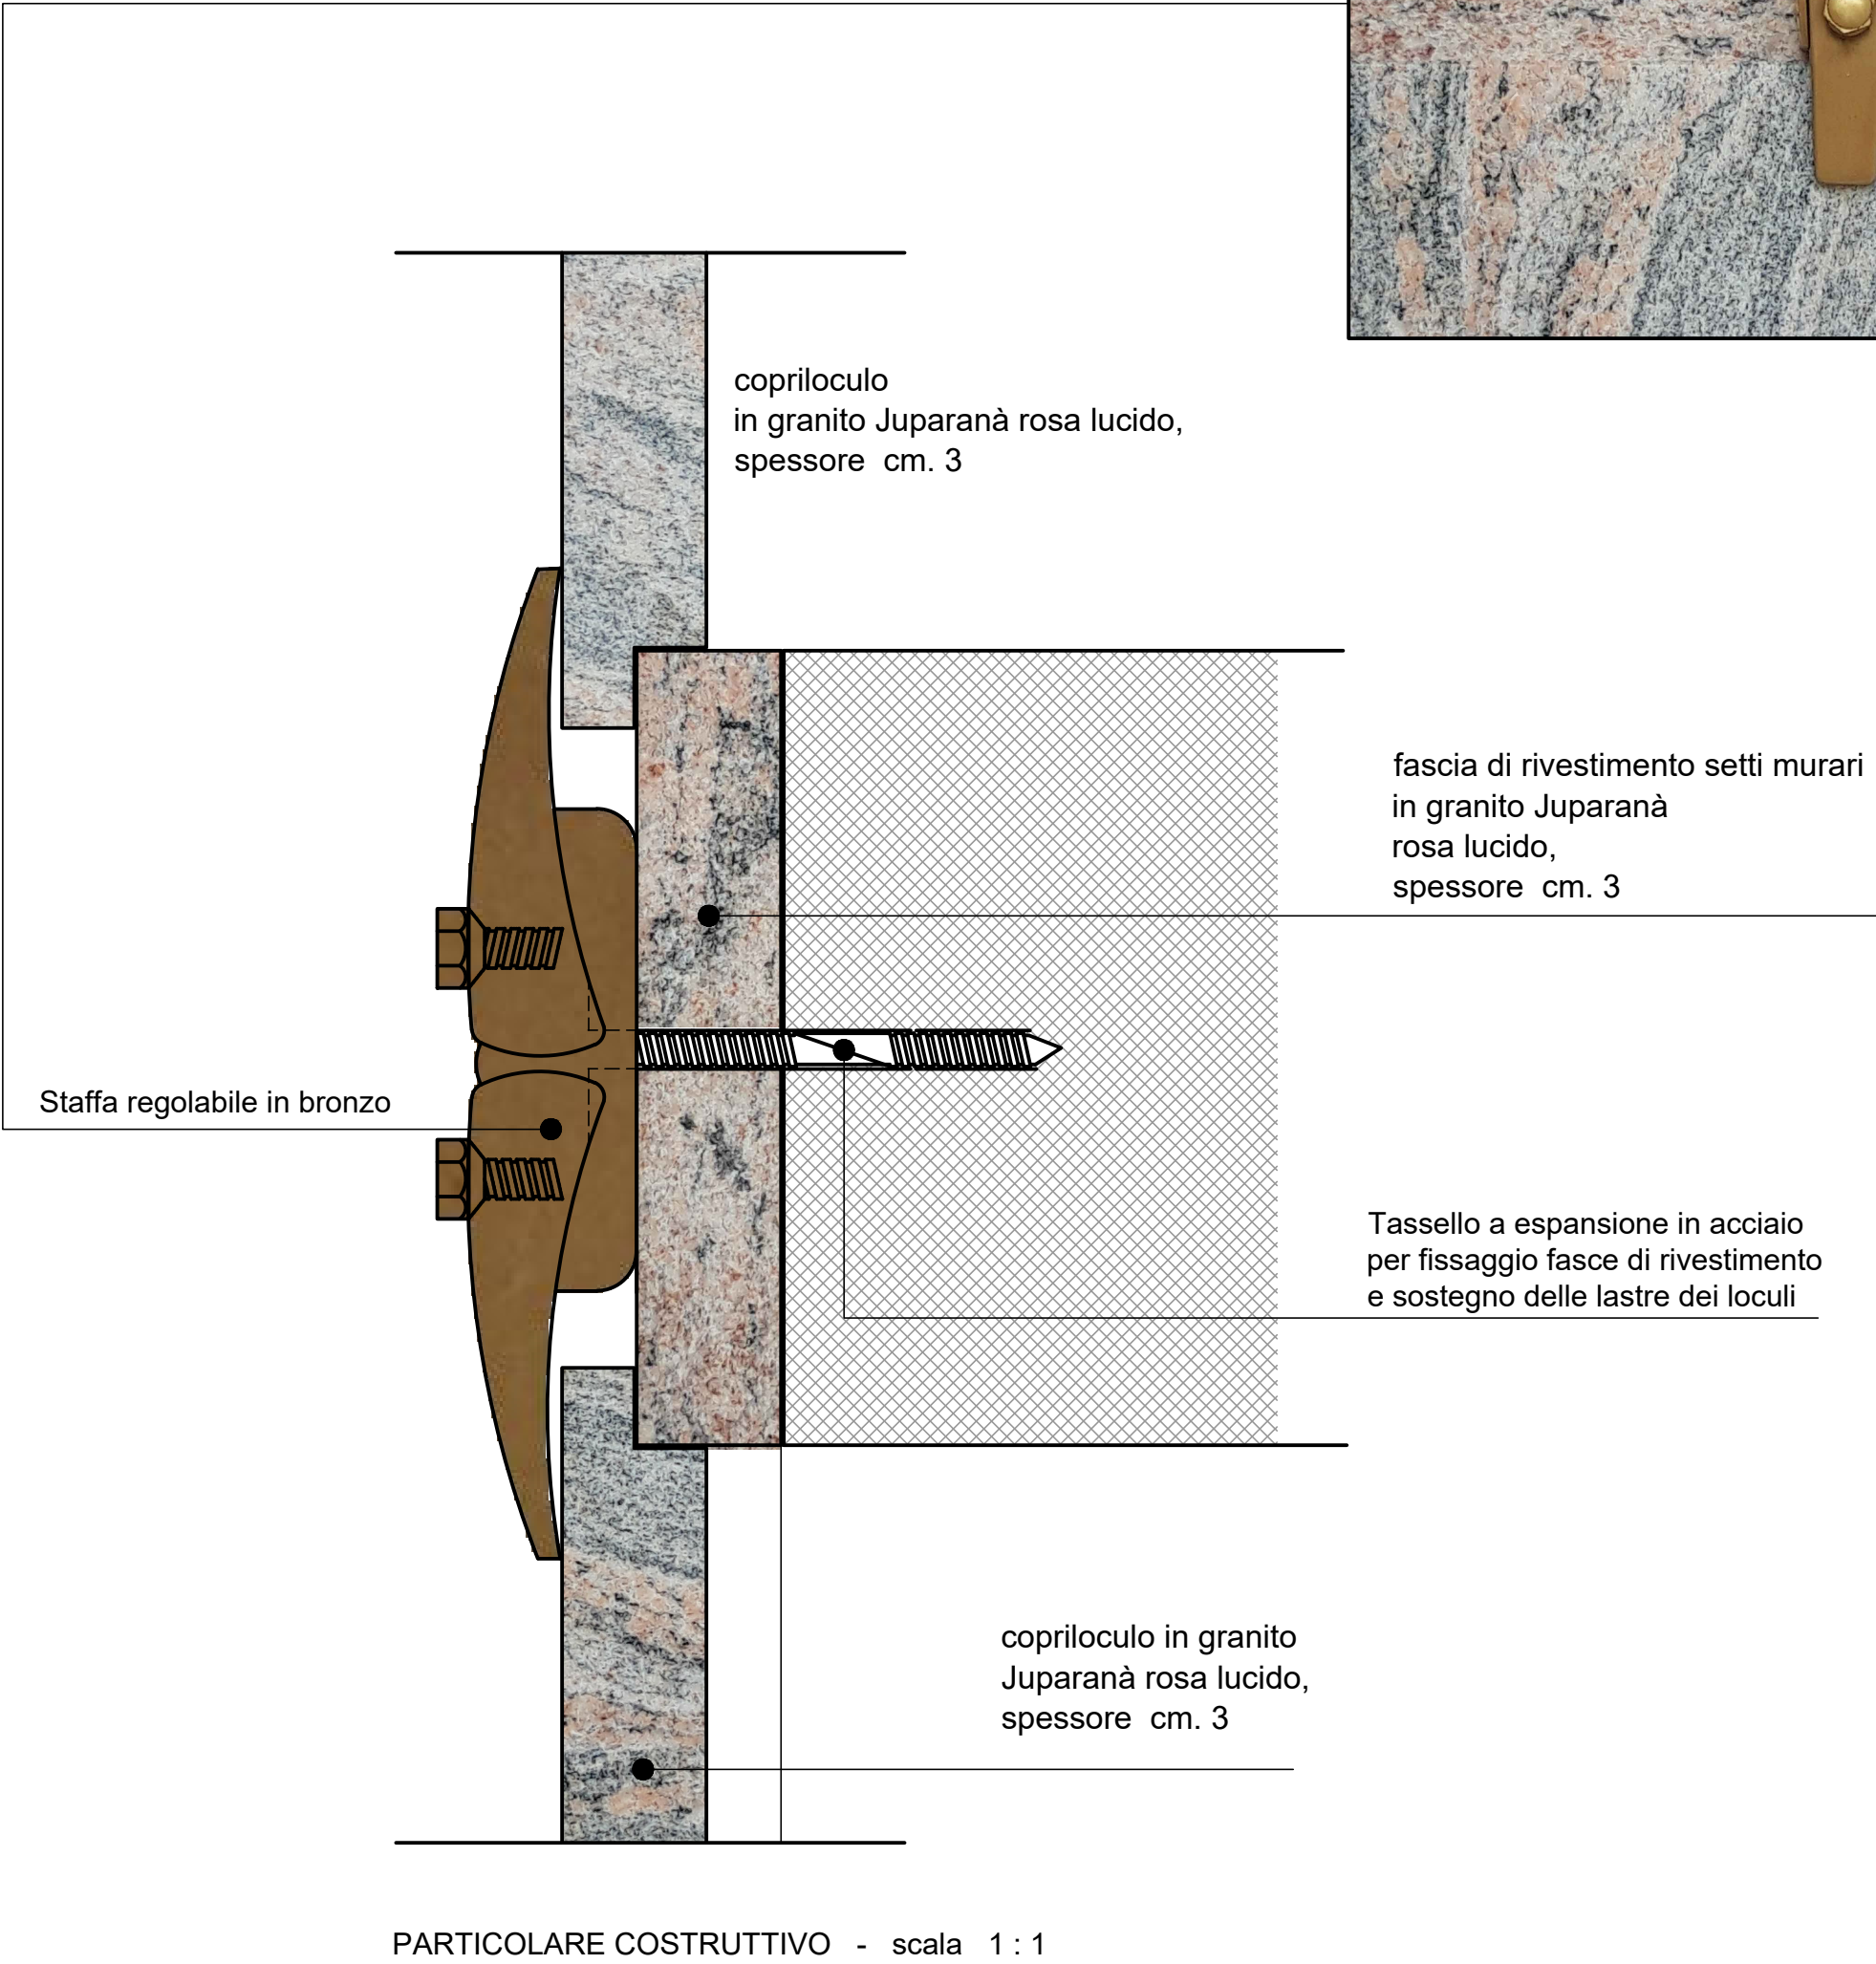 copriloculo
in granito Juparanà rosa lucido,
spessore cm. 3
fascia di rivestimento setti murari
in granito Juparanà
rosa lucido,
spessore cm. 3
Staffa regolabile in bronzo
Tassello a espansione in acciaio
per fissaggio fasce di rivestimento
e sostegno delle lastre dei loculi
copriloculo in granito
Juparanà rosa lucido,
spessore cm. 3
PARTICOLARE COSTRUTTIVO - scala 1 : 1